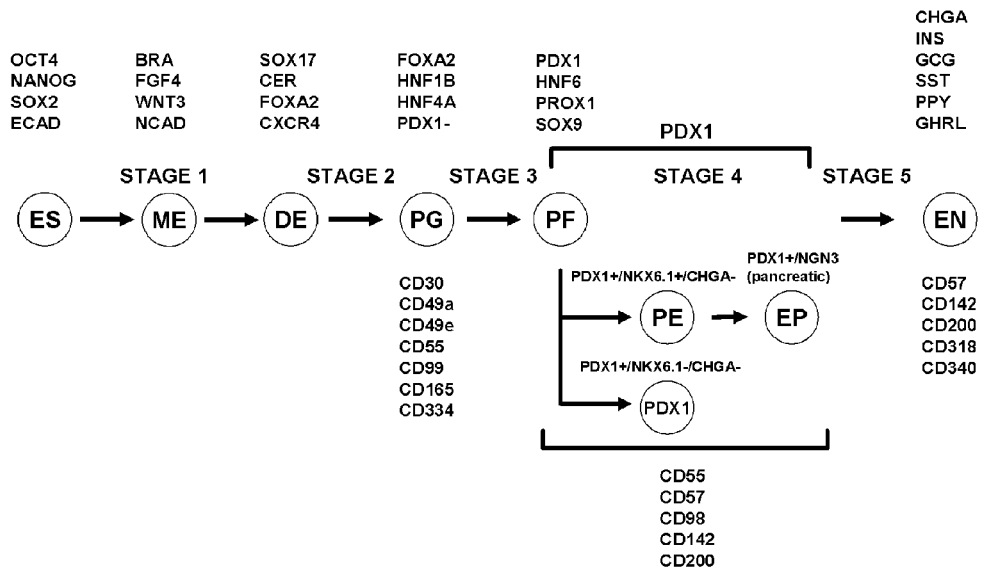 OCT4
NANOG
SOX2
ECAD
BRA
FGF4
WNT3
NCAD
SOX17
CER
FOXA2
CXCR4
FOXA2
HNF1B
HNF4A
PDX1-
PDX1
HNF6
PROX1
SOX9
CHGA
INS
GCG
SST
PPY
GHRL
PDX1
STAGE 1
STAGE 2
STAGE 3
STAGE 4
STAGE 5
ES
ME
DE
PG
PF
EN
CD30
CD49a
CD49e
CD55
CD99
CD165
CD334
PDX1+/NKX6.1+/CHGA-
PE
PDX1+/NGN3
(pancreatic)
EP
PDX1+/NKX6.1-/CHGA-
PDX1
CD57
CD142
CD200
CD318
CD340
CD55
CD57
CD98
CD142
CD200